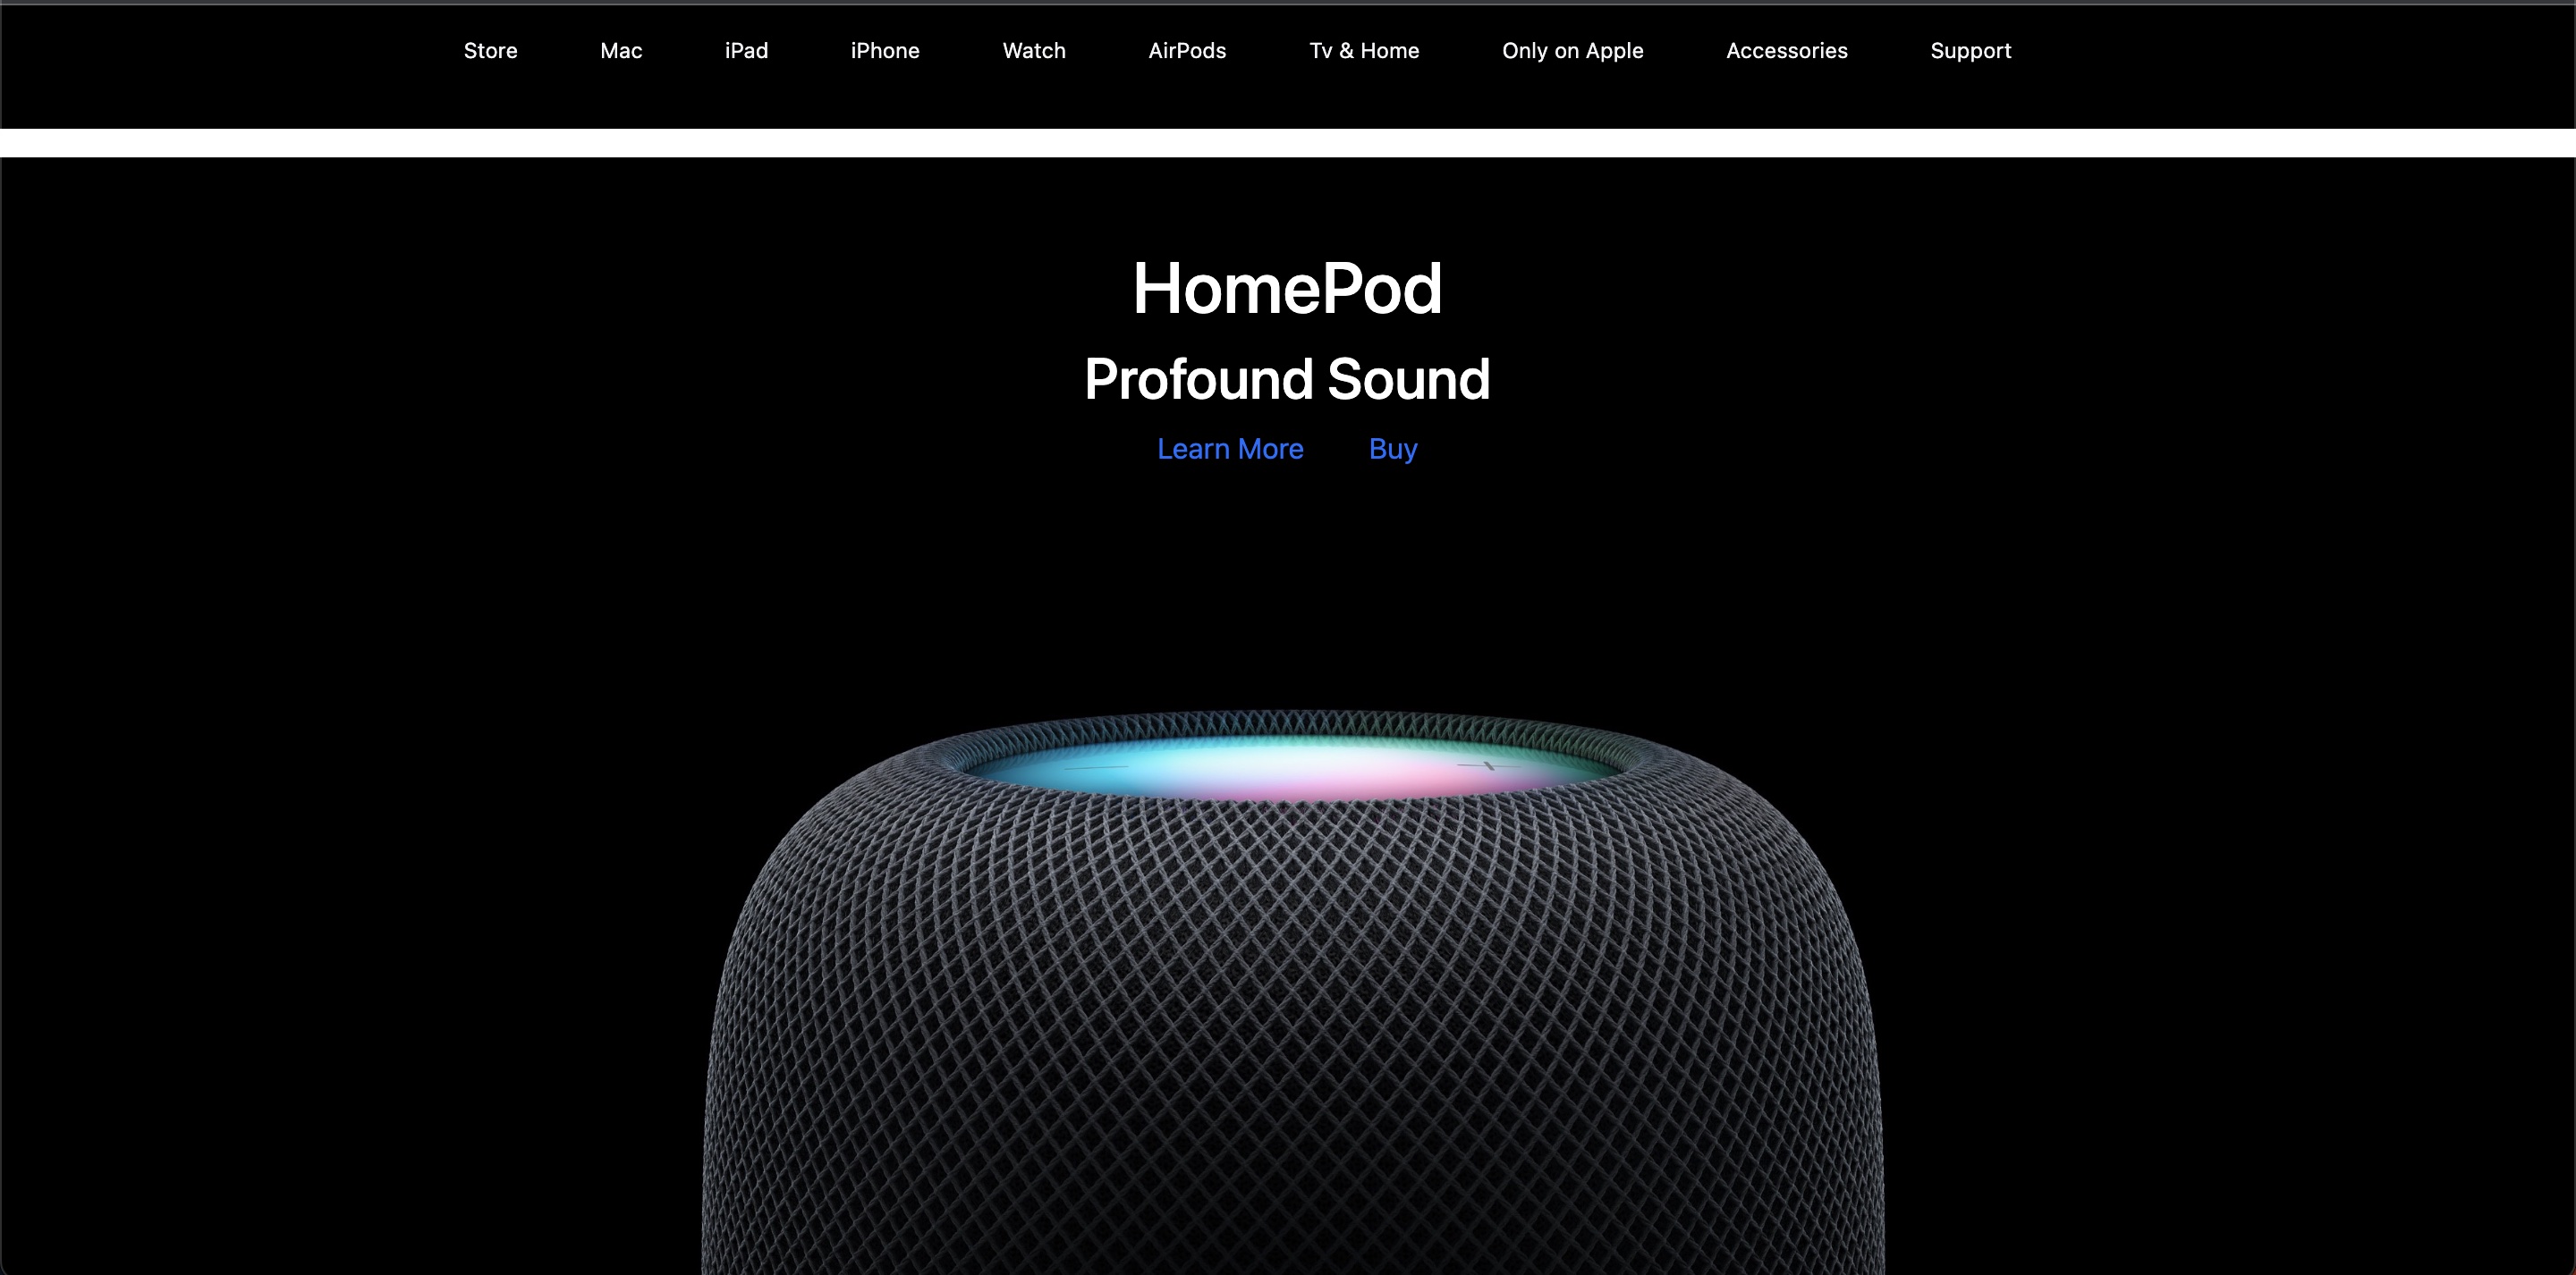 Store Mac iPad iPhone Watch AirPods Tv & Home Only on Apple Accessories Support
HomePod
Profound Sound
Learn More Buy